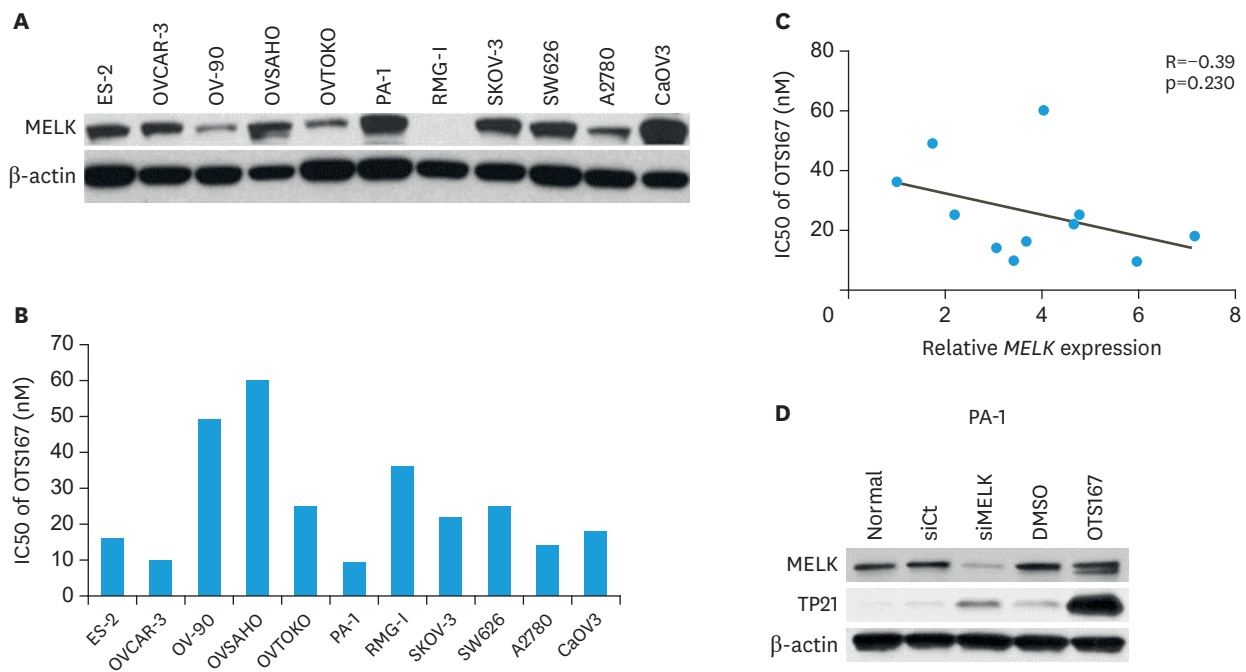 A
ES-2 OVCAR-3 OV-90 OVSAHO OVTOKO PA-1 RMG-I SKOV-3 SW626 A2780 CaOV3
MELK
β-actin
B
IC50 of OTS167 (nM)
70
60
50
40
30
20
10
0
ES-2 OVCAR-3 OV-90 OVSAHO OVTOKO PA-1 RMG-I SKOV-3 SW626 A2780 CaOV3
C
IC50 of OTS167 (nM)
80
60
40
20
R=−0.39
p=0.230
0 2 4 6 8
Relative MELK expression
D
PA-1
Normal siCt siMELK DMSO OTS167
MELK
TP21
β-actin